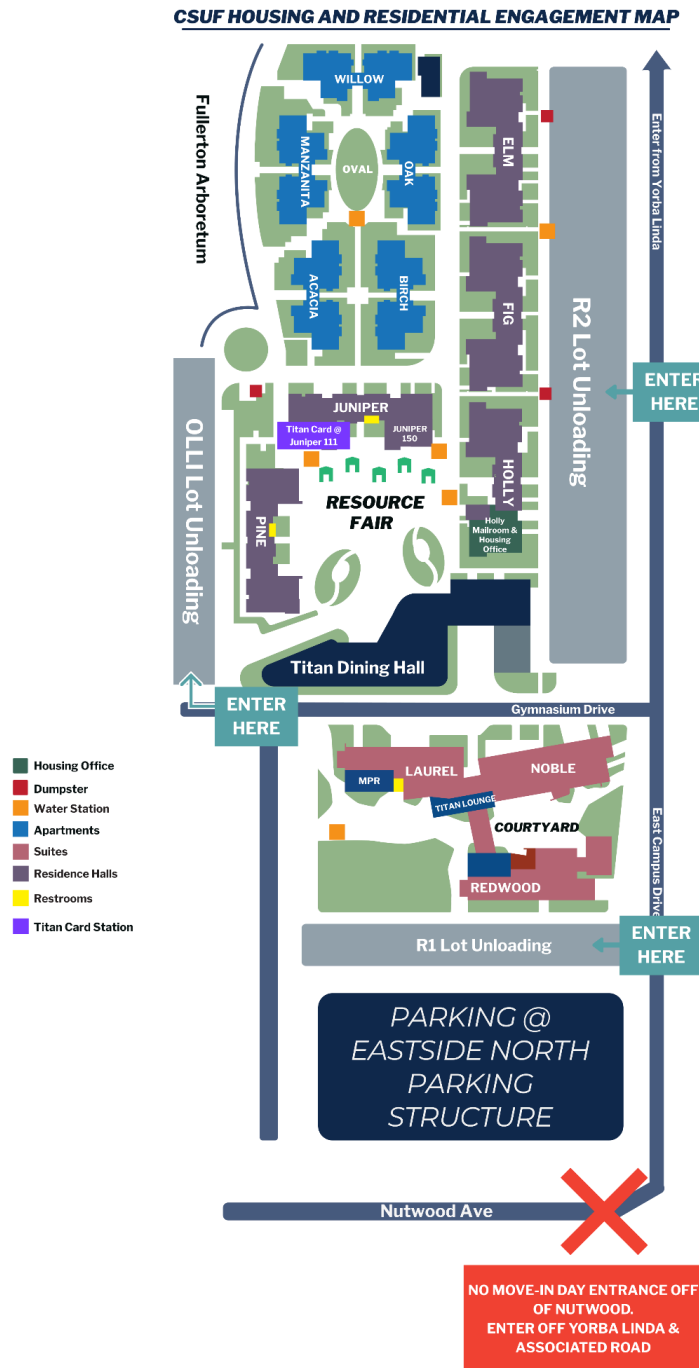 CSUF HOUSING AND RESIDENTIAL ENGAGEMENT MAP
Fullerton Arboretum
WILLOW
MANZANITA
OVAL
OAK
ACACIA
BIRCH
ELM
FIG
HOLLY
Holly
Mailroom &
Housing
Office
R2 Lot Unloading
Enter from Yorba Linda
ENTER
HERE
OLLI Lot Unloading
JUNIPER
Titan Card @
Juniper 111
JUNIPER
150
PINE
RESOURCE
FAIR
Titan Dining Hall
ENTER
HERE
Gymnasium Drive
Housing Office
Dumpster
Water Station
Apartments
Suites
Residence Halls
Restrooms
Titan Card Station
MPR
LAUREL
NOBLE
TITAN LOUNGE
COURTYARD
REDWOOD
East Campus Drive
R1 Lot Unloading
ENTER
HERE
PARKING @
EASTSIDE NORTH
PARKING
STRUCTURE
Nutwood Ave
NO MOVE-IN DAY ENTRANCE OFF
OF NUTWOOD.
ENTER OFF YORBA LINDA &
ASSOCIATED ROAD